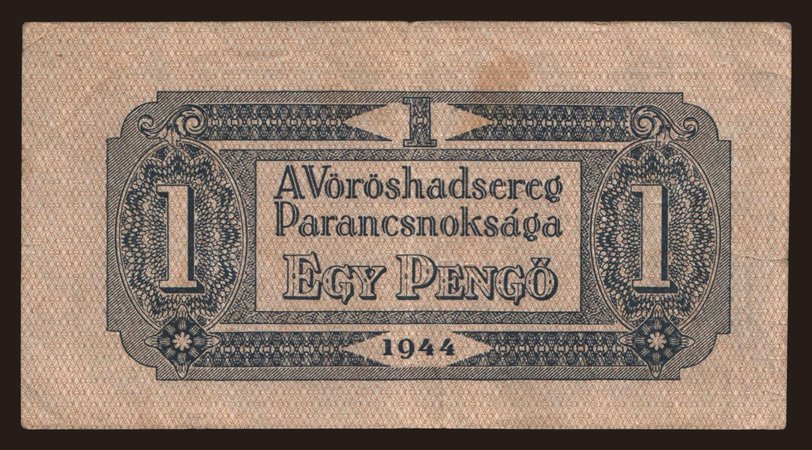 1
A Vöröshadsereg
1 Parancsnoksága 1
EGY PENGŐ
1944